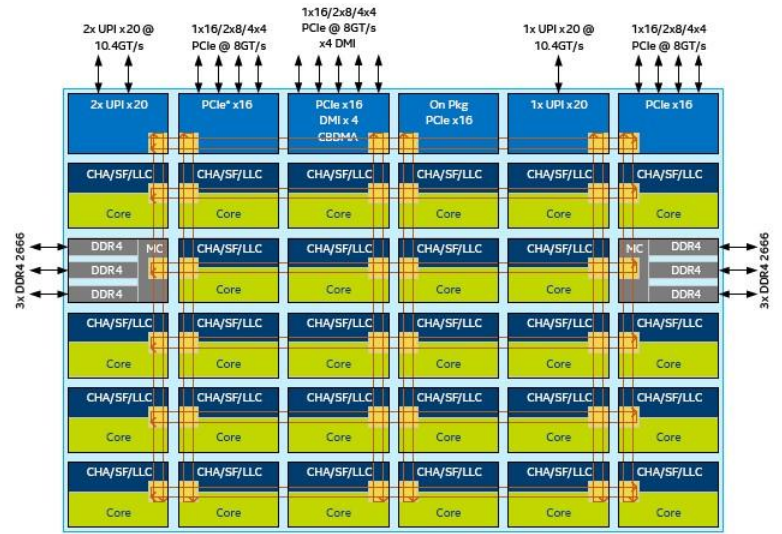 2x UPI x20 @
10.4GT/s
1x16/2x8/4x4
PCIe @ 8GT/s
1x16/2x8/4x4
PCIe @ 8GT/s
x4 DMI
1x UPI x20 @
10.4GT/s
1x16/2x8/4x4
PCIe @ 8GT/s
2x UPI x20
PCIe* x16
PCIe x16
DMI x 4
CBDMA
On Pkg
PCIe x16
1x UPI x20
PCIe x16
CHA/SF/LLC CHA/SF/LLC CHA/SF/LLC CHA/SF/LLC CHA/SF/LLC CHA/SF/LLC
Core Core Core Core Core Core
3x DDR4 2666
DDR4
DDR4
DDR4
MC
CHA/SF/LLC CHA/SF/LLC CHA/SF/LLC CHA/SF/LLC
Core Core Core Core
MC
DDR4
DDR4
DDR4
3x DDR4 2666
CHA/SF/LLC CHA/SF/LLC CHA/SF/LLC CHA/SF/LLC CHA/SF/LLC CHA/SF/LLC
Core Core Core Core Core Core
CHA/SF/LLC CHA/SF/LLC CHA/SF/LLC CHA/SF/LLC CHA/SF/LLC CHA/SF/LLC
Core Core Core Core Core Core
CHA/SF/LLC CHA/SF/LLC CHA/SF/LLC CHA/SF/LLC CHA/SF/LLC CHA/SF/LLC
Core Core Core Core Core Core